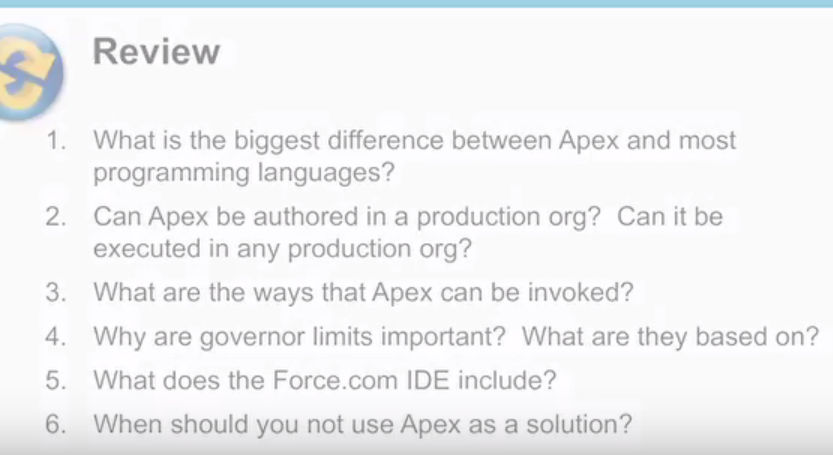 Review
1. What is the biggest difference between Apex and most
programming languages?
2. Can Apex be authored in a production org? Can it be
executed in any production org?
3. What are the ways that Apex can be invoked?
4. Why are governor limits important? What are they based on?
5. What does the Force.com IDE include?
6. When should you not use Apex as a solution?